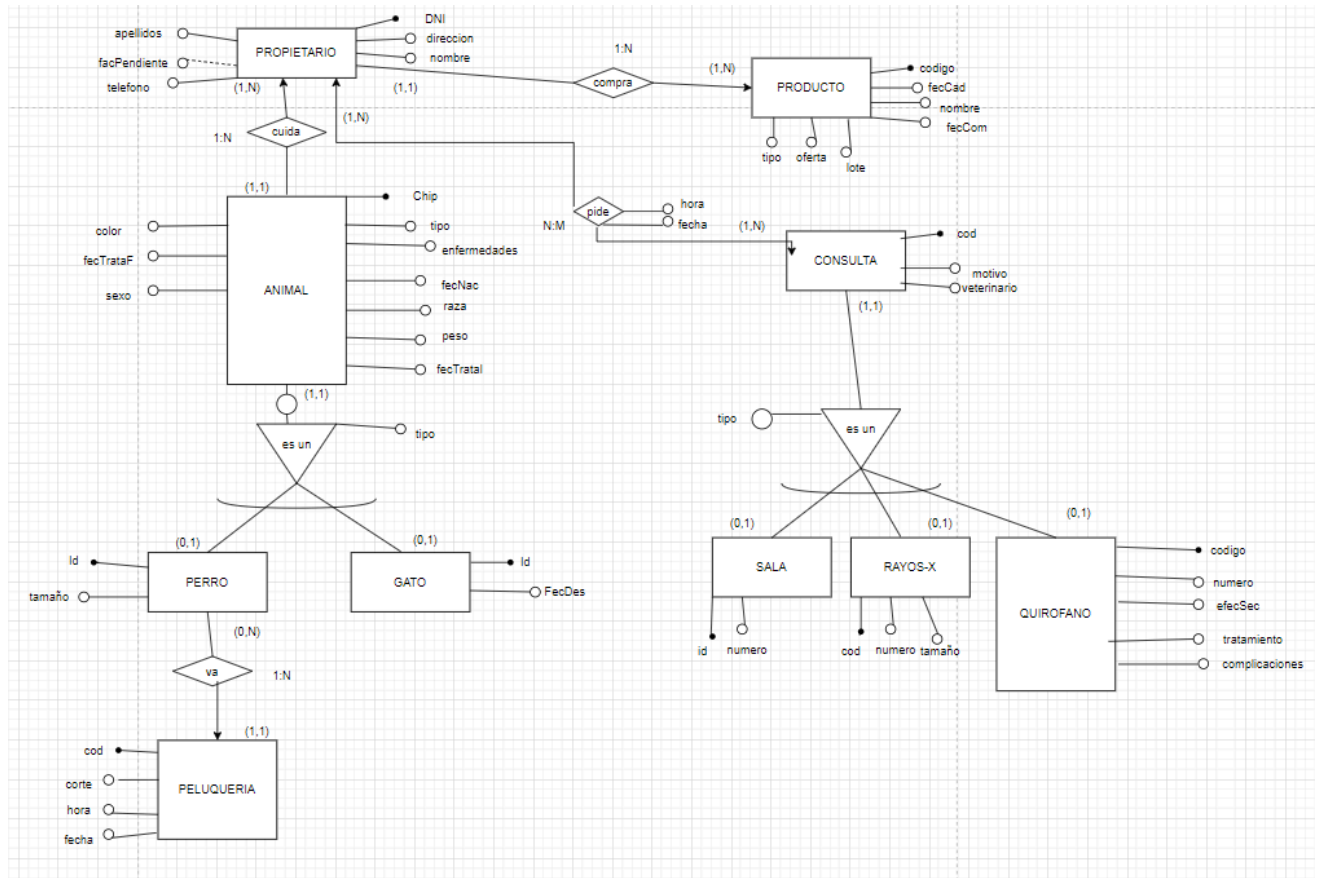 DNI
apellidos
PROPIETARIO
direccion
facPendiente
nombre
telefono
(1,N)
(1,1)
1:N
compra
(1,N)
PRODUCTO
codigo
fecCad
nombre
fecCom
tipo
oferta
lote
cuida
1:N
(1,N)
(1,1)
Chip
color
tipo
enfermedades
fecTrataF
ANIMAL
fecNac
sexo
raza
peso
fecTrataI
(1,1)
pide
hora
fecha
N:M
(1,N)
cod
CONSULTA
motivo
veterinario
(1,1)
es un
tipo
tipo
es un
(0,1)
(0,1)
(0,1)
(0,1)
(0,1)
Id
PERRO
tamaño
GATO
Id
FecDes
SALA
id
numero
RAYOS-X
cod
numero
tamaño
QUIROFANO
codigo
numero
efecSec
tratamiento
complicaciones
(0,N)
va
1:N
(1,1)
cod
corte
PELUQUERIA
hora
fecha